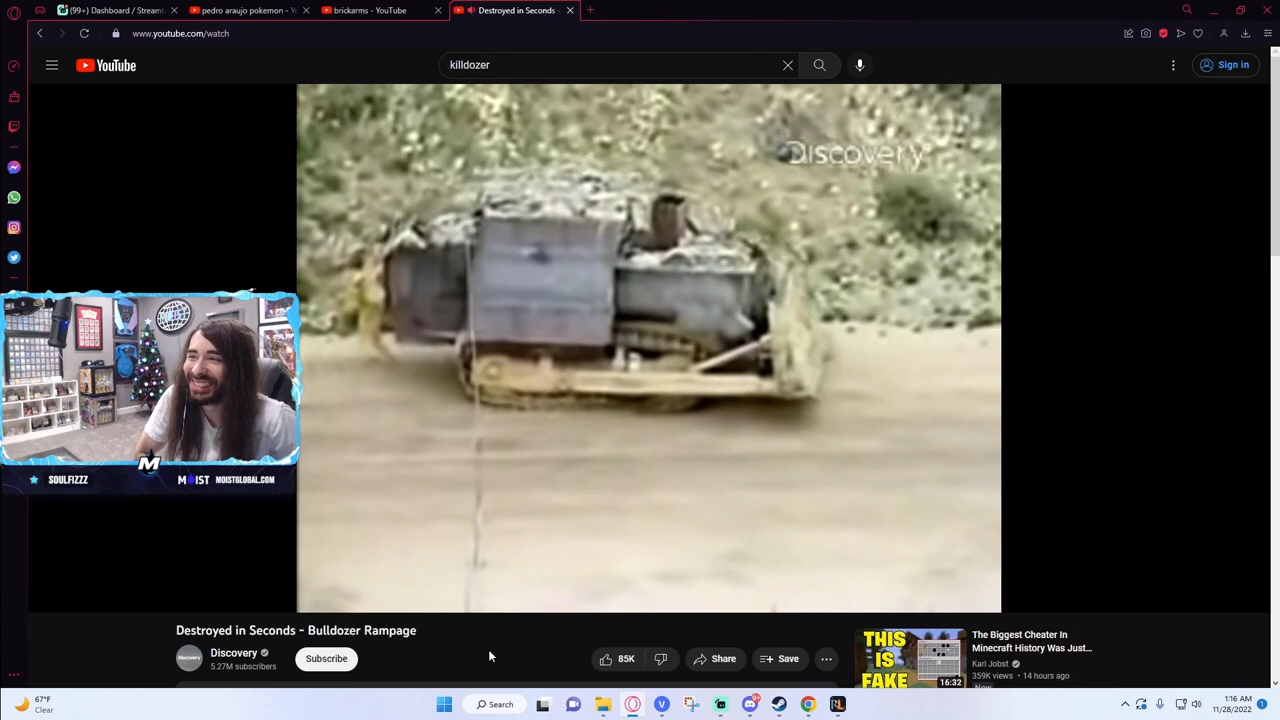 (99+) Dashboard / Streaml
pedro araujo pokemon - Yo
brickarms - YouTube
Destroyed in Seconds -
www.youtube.com/watch
YouTube
killdozer
Sign in
Discovery
SOULFIZZZ
M
MOIST
MOISTGLOBAL.COM
Destroyed in Seconds - Bulldozer Rampage
Discovery
5.27M subscribers
Subscribe
85K
Share
Save
THIS
IS
FAKE
16:32
The Biggest Cheater In
Minecraft History Was Just...
Karl Jobst
359K views • 14 hours ago
New
67°F
Clear
Search
1:16 AM
11/28/2022